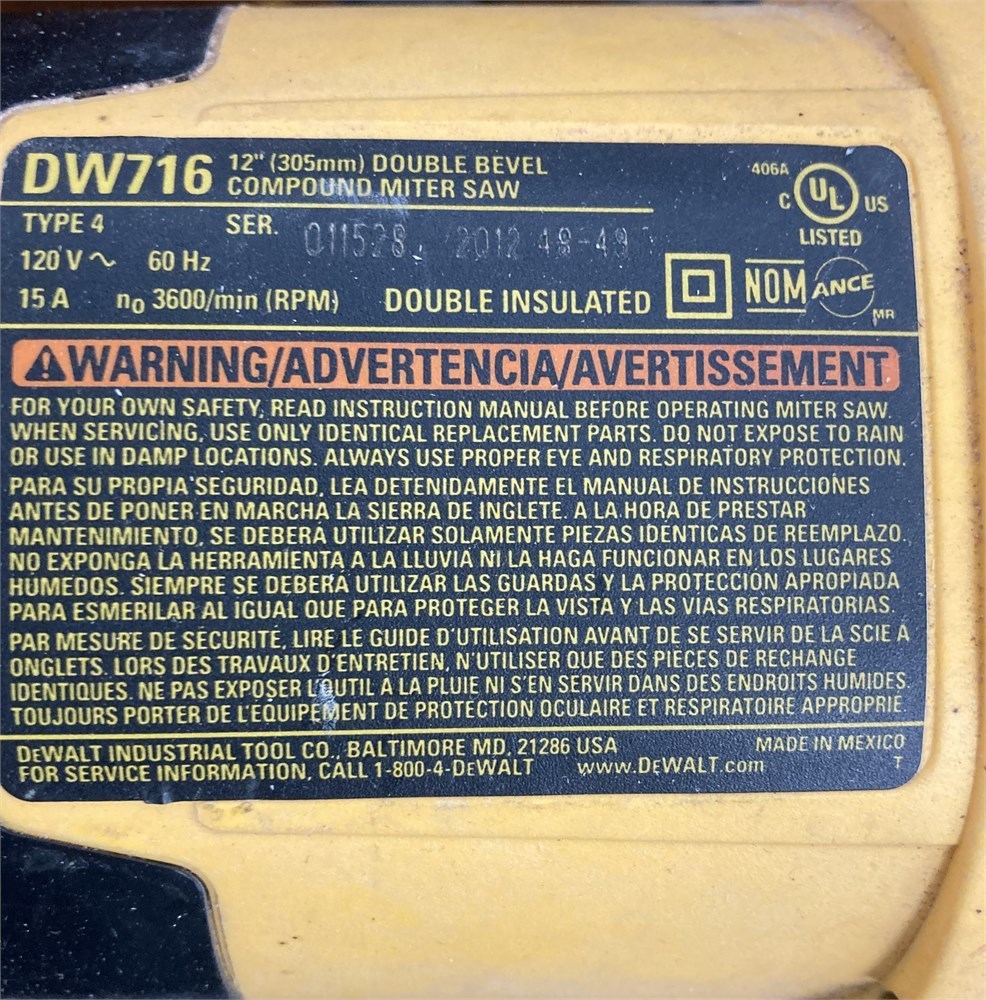 DW716 12" (305mm) DOUBLE BEVEL
COMPOUND MITER SAW
406A
C UL US
LISTED
TYPE 4 SER. 011528 2012 49-49
120 V ~ 60 Hz
15 A n₀ 3600/min (RPM) DOUBLE INSULATED NOM ANCE MR
WARNING/ADVERTENCIA/AVERTISSEMENT
FOR YOUR OWN SAFETY, READ INSTRUCTION MANUAL BEFORE OPERATING MITER SAW.
WHEN SERVICING, USE ONLY IDENTICAL REPLACEMENT PARTS. DO NOT EXPOSE TO RAIN
OR USE IN DAMP LOCATIONS. ALWAYS USE PROPER EYE AND RESPIRATORY PROTECTION.
PARA SU PROPIA SEGURIDAD, LEA DETENIDAMENTE EL MANUAL DE INSTRUCCIONES
ANTES DE PONER EN MARCHA LA SIERRA DE INGLETE. A LA HORA DE PRESTAR
MANTENIMIENTO, SE DEBERÁ UTILIZAR SOLAMENTE PIEZAS IDÉNTICAS DE REEMPLAZO.
NO EXPONGA LA HERRAMIENTA A LA LLUVIA NI LA HAGA FUNCIONAR EN LOS LUGARES
HÚMEDOS. SIEMPRE SE DEBERÁ UTILIZAR LAS GUARDAS Y LA PROTECCIÓN APROPIADA
PARA ESMERILAR AL IGUAL QUE PARA PROTEGER LA VISTA Y LAS VÍAS RESPIRATORIAS.
PAR MESURE DE SÉCURITÉ, LIRE LE GUIDE D'UTILISATION AVANT DE SE SERVIR DE LA SCIE À
ONGLETS. LORS DES TRAVAUX D'ENTRETIEN, N'UTILISER QUE DES PIÈCES DE RECHANGE
IDENTIQUES. NE PAS EXPOSER L'OUTIL À LA PLUIE NI S'EN SERVIR DANS DES ENDROITS HUMIDES.
TOUJOURS PORTER DE L'ÉQUIPEMENT DE PROTECTION OCULAIRE ET RESPIRATOIRE APPROPRIÉ.
DEWALT INDUSTRIAL TOOL CO., BALTIMORE MD, 21286 USA MADE IN MEXICO
FOR SERVICE INFORMATION, CALL 1-800-4-DEWALT www.DEWALT.com T